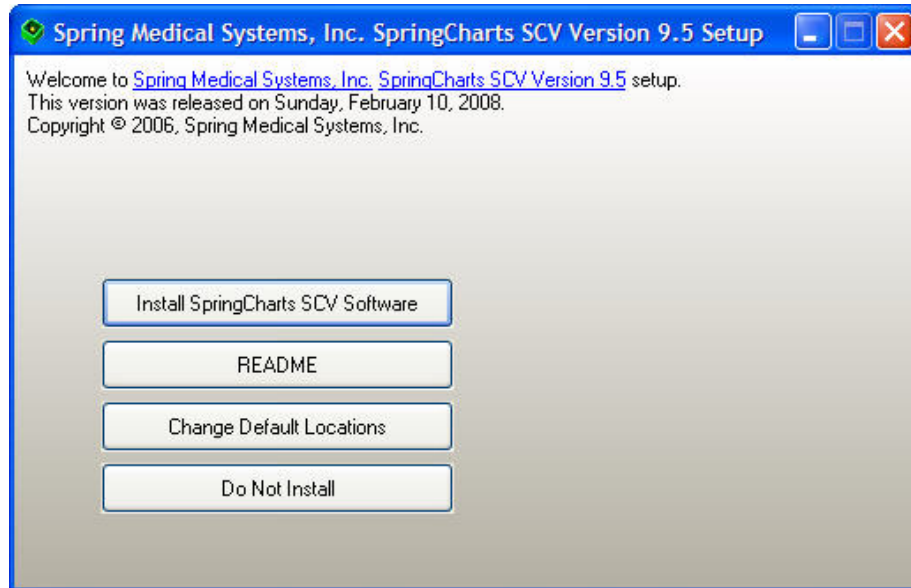 Spring Medical Systems, Inc. SpringCharts SCV Version 9.5 Setup
Welcome to Spring Medical Systems, Inc. SpringCharts SCV Version 9.5 setup.
This version was released on Sunday, February 10, 2008.
Copyright © 2006, Spring Medical Systems, Inc.
Install SpringCharts SCV Software
README
Change Default Locations
Do Not Install